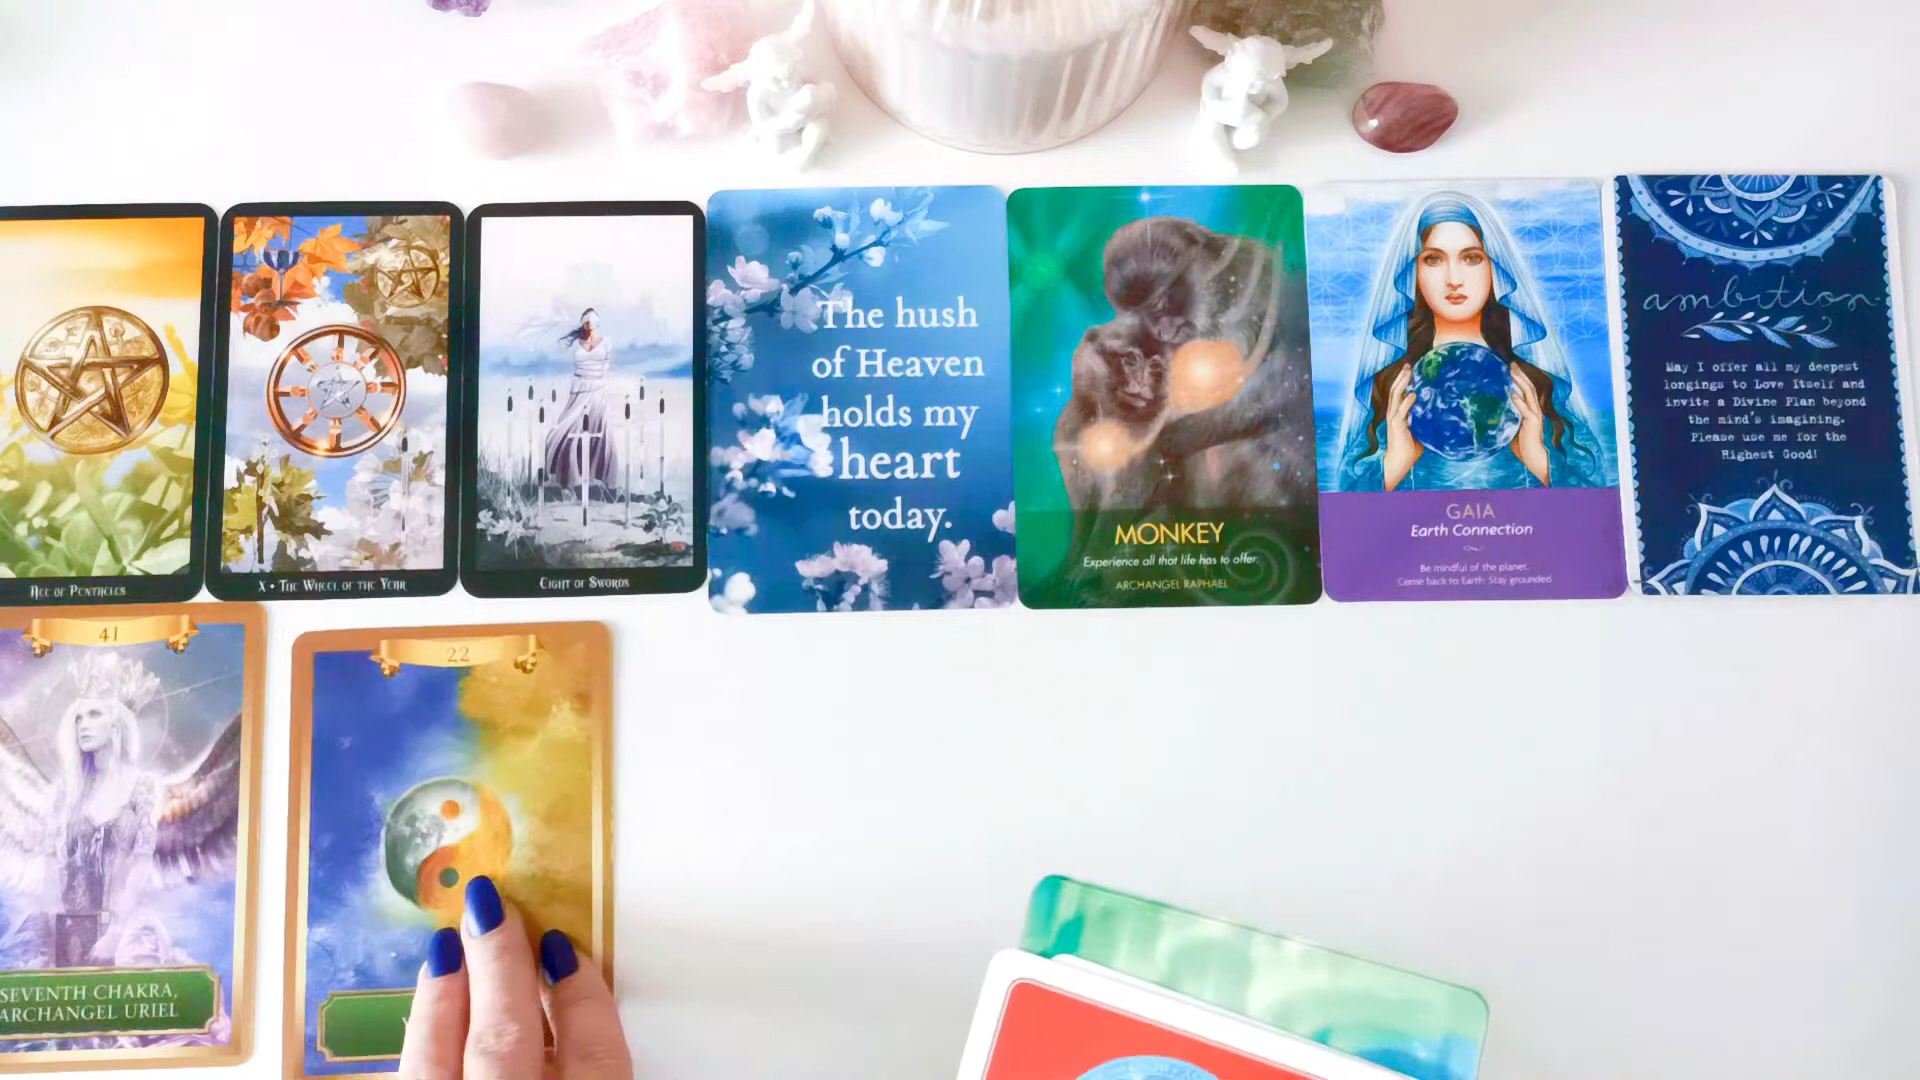 ACE OF PENTACLES
X • THE WHEEL OF THE YEAR
EIGHT OF SWORDS
The hush
of Heaven
holds my
heart
today.
MONKEY
Experience all that life has to offer.
ARCHANGEL RAPHAEL
GAIA
Earth Connection
Be mindful of the planet.
Come back to Earth. Stay grounded.
ambition
May I offer all my deepest
longings to Love Itself and
invite a Divine Plan beyond
the mind's imagining.
Please use me for the
Highest Good!
41
SEVENTH CHAKRA,
ARCHANGEL URIEL
22